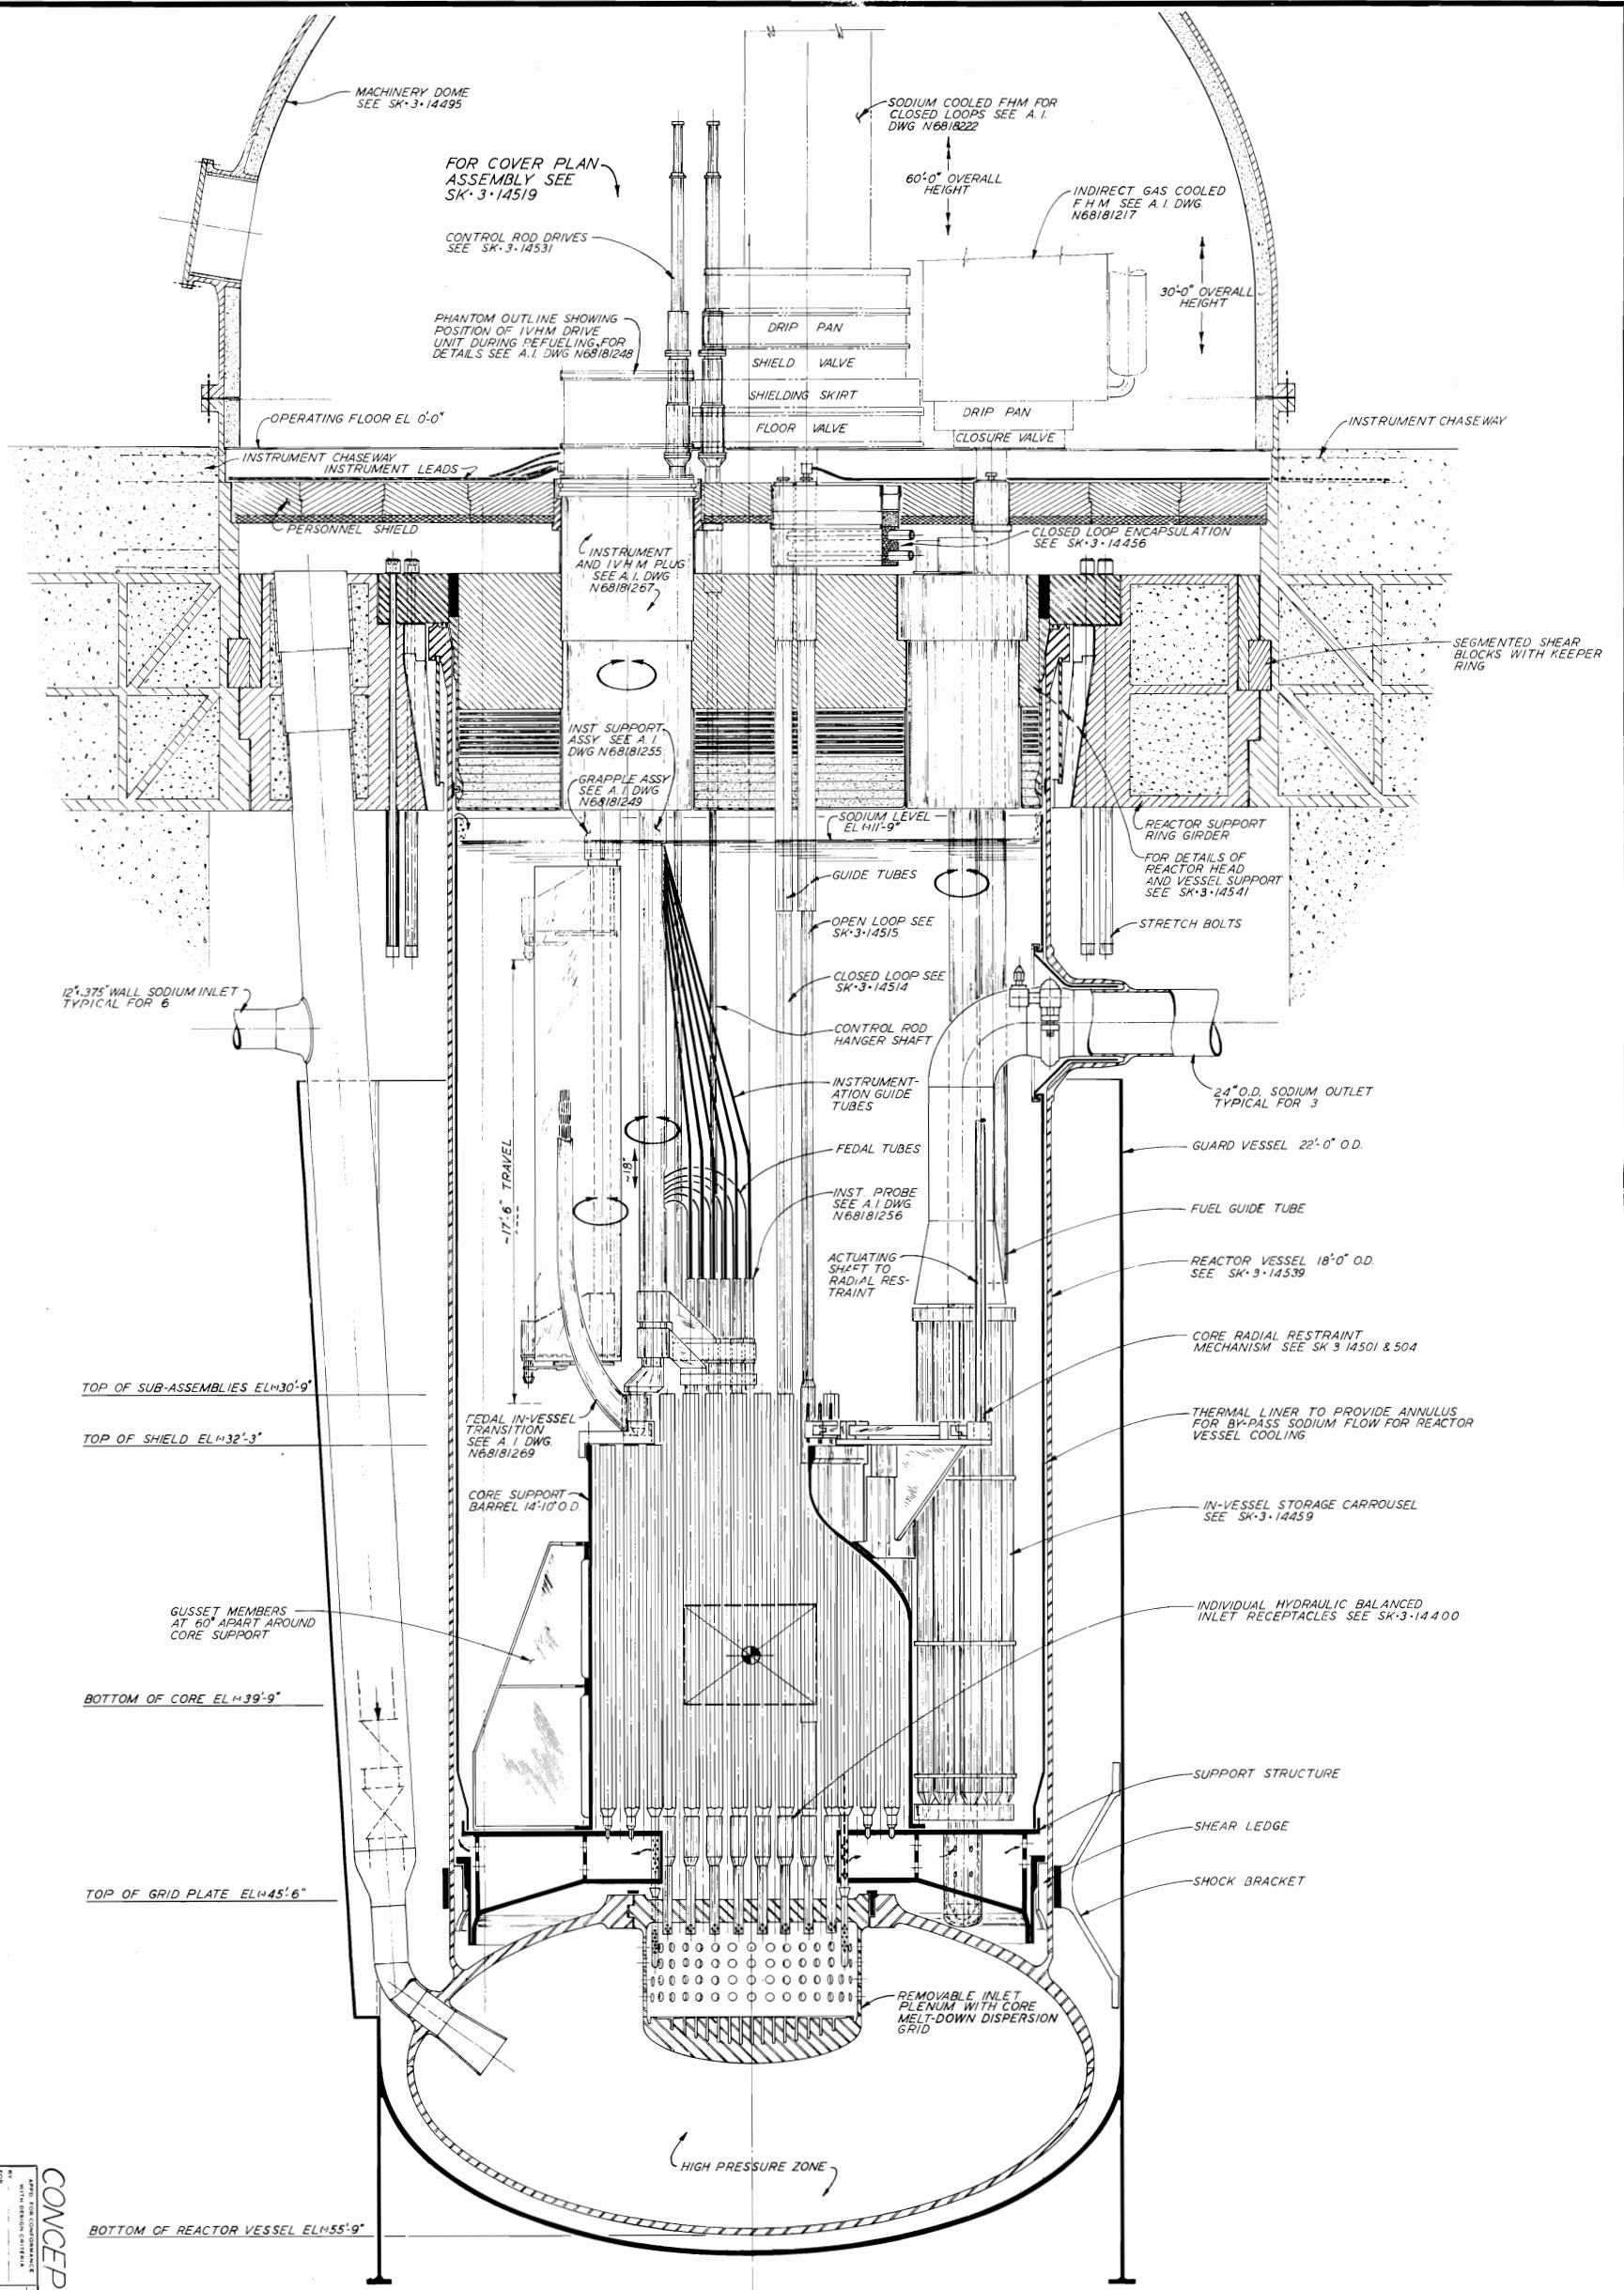 MACHINERY DOME
SEE SK-3-14495
SODIUM COOLED FHM FOR
CLOSED LOOPS SEE A.I.
DWG N6818222
FOR COVER PLAN
ASSEMBLY SEE
SK-3-14519
60'-0" OVERALL
HEIGHT
INDIRECT GAS COOLED
F H M SEE A.I. DWG.
N68181217
CONTROL ROD DRIVES
SEE SK-3-14531
30'-0" OVERALL
HEIGHT
PHANTOM OUTLINE SHOWING
POSITION OF IVHM DRIVE
UNIT DURING REFUELING, FOR
DETAILS SEE A.I. DWG N68181248
DRIP PAN
SHIELD VALVE
SHIELDING SKIRT
FLOOR VALVE
DRIP PAN
CLOSURE VALVE
OPERATING FLOOR EL 0'-0"
INSTRUMENT CHASEWAY
INSTRUMENT CHASEWAY
INSTRUMENT LEADS
PERSONNEL SHIELD
CLOSED LOOP ENCAPSULATION
SEE SK-3-14456
INSTRUMENT
AND IVHM PLUG
SEE A.I. DWG
N68181267
SEGMENTED SHEAR
BLOCKS WITH KEEPER
RING
INST SUPPORT
ASSY SEE A.I.
DWG N68181255
GRAPPLE ASSY
SEE A.I. DWG
N68181249
SODIUM LEVEL
EL (-)11'-9"
REACTOR SUPPORT
RING GIRDER
FOR DETAILS OF
REACTOR HEAD
AND VESSEL SUPPORT
SEE SK-3-14541
GUIDE TUBES
STRETCH BOLTS
OPEN LOOP SEE
SK-3-14515
CLOSED LOOP SEE
SK-3-14514
12"x.375" WALL SODIUM INLET
TYPICAL FOR 6
CONTROL ROD
HANGER SHAFT
INSTRUMENT-
ATION GUIDE
TUBES
24" O.D. SODIUM OUTLET
TYPICAL FOR 3
~17'-6" TRAVEL
~18"
FEDAL TUBES
GUARD VESSEL 22'-0" O.D.
INST. PROBE
SEE A.I. DWG.
N68181256
FUEL GUIDE TUBE
ACTUATING
SHAFT TO
RADIAL RES-
TRAINT
REACTOR VESSEL 18'-0" O.D.
SEE SK-3-14539
CORE RADIAL RESTRAINT
MECHANISM SEE SK 3 14501 & 504
TOP OF SUB-ASSEMBLIES EL(-)30'-9"
THERMAL LINER TO PROVIDE ANNULUS
FOR BY-PASS SODIUM FLOW FOR REACTOR
VESSEL COOLING
FEDAL IN-VESSEL
TRANSITION
SEE A.I. DWG.
N68181269
TOP OF SHIELD EL(-)32'-3"
CORE SUPPORT
BARREL 14'-10" O.D.
IN-VESSEL STORAGE CARROUSEL
SEE SK-3-14459
GUSSET MEMBERS
AT 60° APART AROUND
CORE SUPPORT
INDIVIDUAL HYDRAULIC BALANCED
INLET RECEPTACLES SEE SK-3-14400
BOTTOM OF CORE EL(-)39'-9"
SUPPORT STRUCTURE
SHEAR LEDGE
TOP OF GRID PLATE EL(-)45'-6"
SHOCK BRACKET
REMOVABLE INLET
PLENUM WITH CORE
MELT-DOWN DISPERSION
GRID
HIGH PRESSURE ZONE
BOTTOM OF REACTOR VESSEL EL(-)55'-9"
CONCEP
APPD. FOR CONFORMANCE
WITH DESIGN CRITERIA
BY